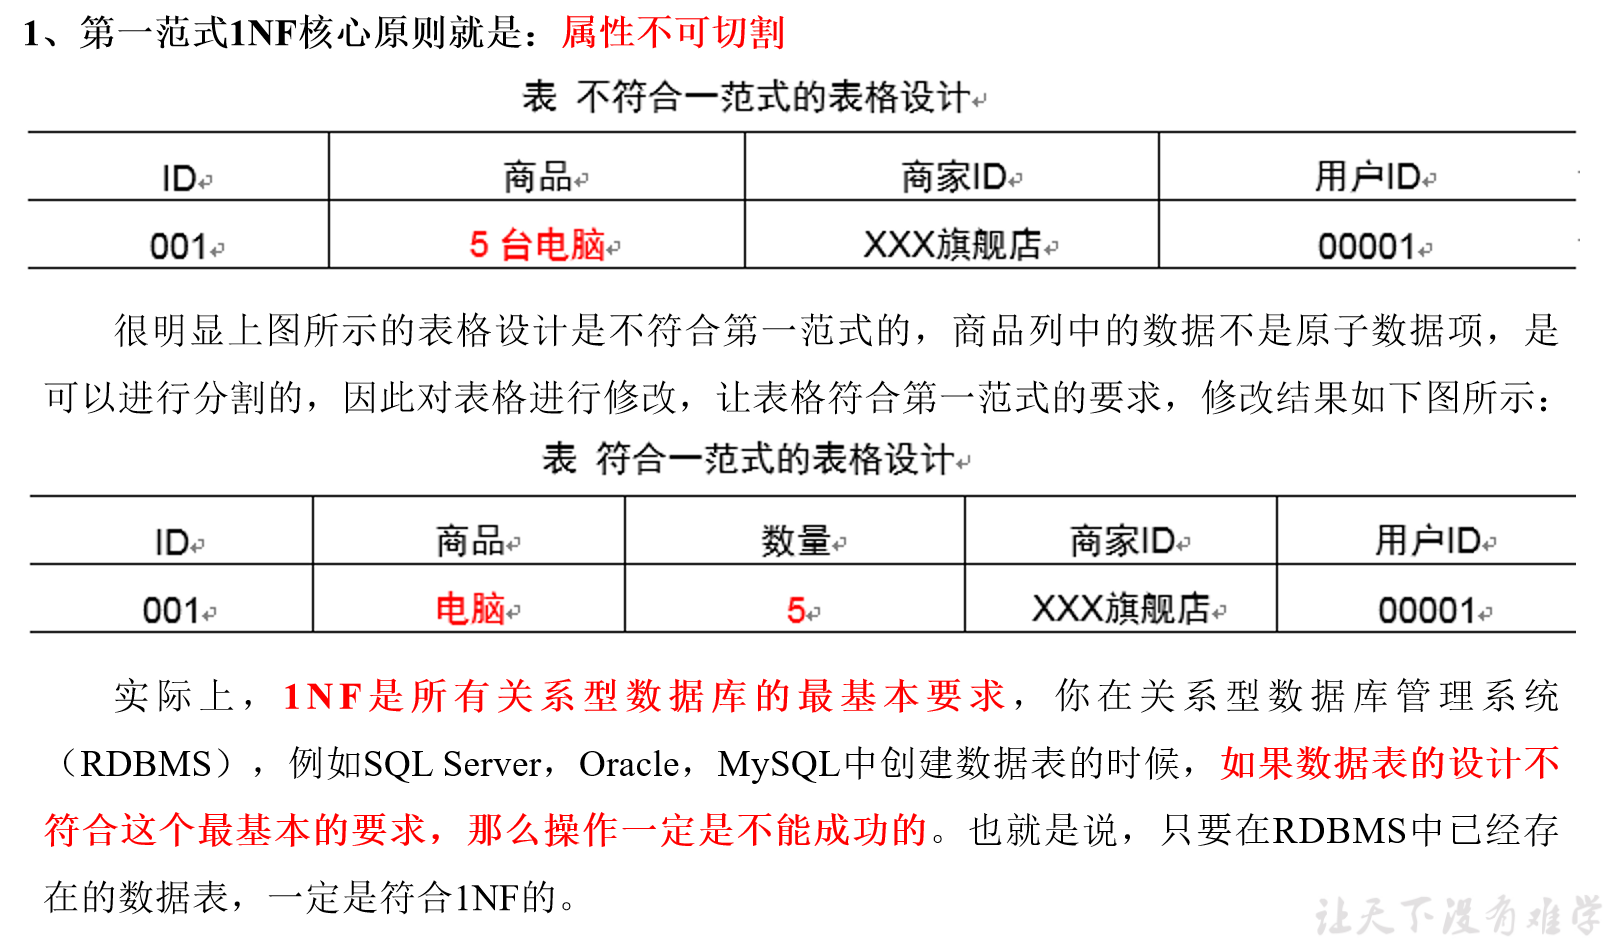 1、第一范式1NF核心原则就是：属性不可切割
表 不符合一范式的表格设计
ID 商品 商家ID 用户ID
001 5 台电脑 XXX旗舰店 00001
很明显上图所示的表格设计是不符合第一范式的，商品列中的数据不是原子数据项，是
可以进行分割的，因此对表格进行修改，让表格符合第一范式的要求，修改结果如下图所示：
表 符合一范式的表格设计
ID 商品 数量 商家ID 用户ID
001 电脑 5 XXX旗舰店 00001
实际上，1NF是所有关系型数据库的最基本要求，你在关系型数据库管理系统
（RDBMS），例如SQL Server，Oracle，MySQL中创建数据表的时候，如果数据表的设计不
符合这个最基本的要求，那么操作一定是不能成功的。也就是说，只要在RDBMS中已经存
在的数据表，一定是符合1NF的。
让天下没有难学